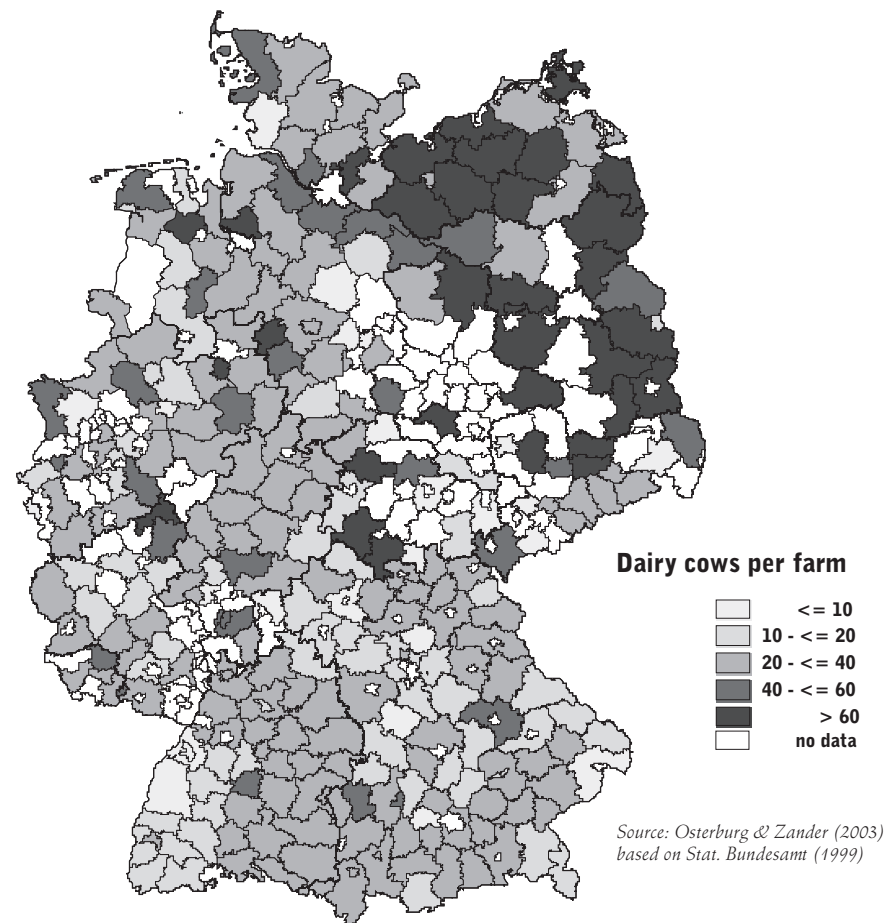 Dairy cows per farm
<= 10
10 - <= 20
20 - <= 40
40 - <= 60
> 60
no data
Source: Osterburg & Zander (2003)
based on Stat. Bundesamt (1999)